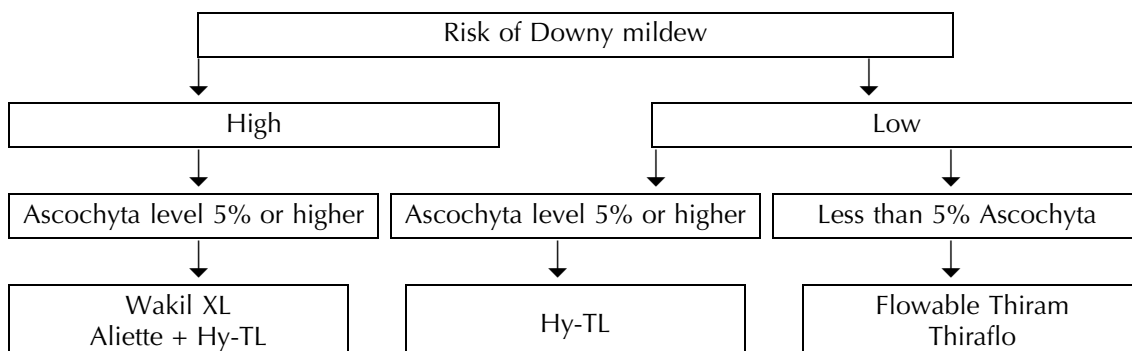 Risk of Downy mildew
High
Low
Ascochyta level 5% or higher
Ascochyta level 5% or higher
Less than 5% Ascochyta
Wakil XL
Aliette + Hy-TL
Hy-TL
Flowable Thiram
Thiraflo